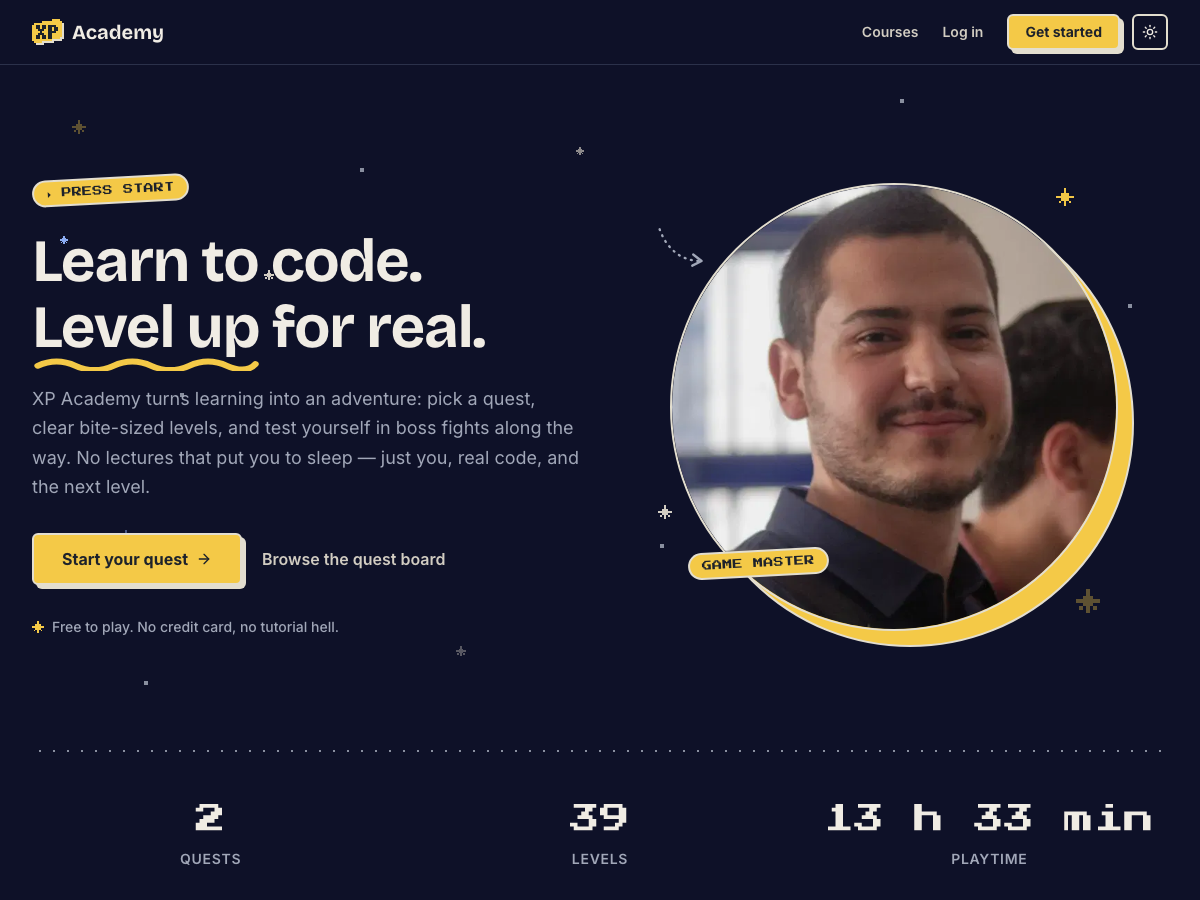 XP Academy
Courses
Log in
Get started
PRESS START
Learn to code.
Level up for real.
XP Academy turns learning into an adventure: pick a quest,
clear bite-sized levels, and test yourself in boss fights along the
way. No lectures that put you to sleep — just you, real code, and
the next level.
Start your quest →
Browse the quest board
GAME MASTER
Free to play. No credit card, no tutorial hell.
2
QUESTS
39
LEVELS
13 h 33 min
PLAYTIME